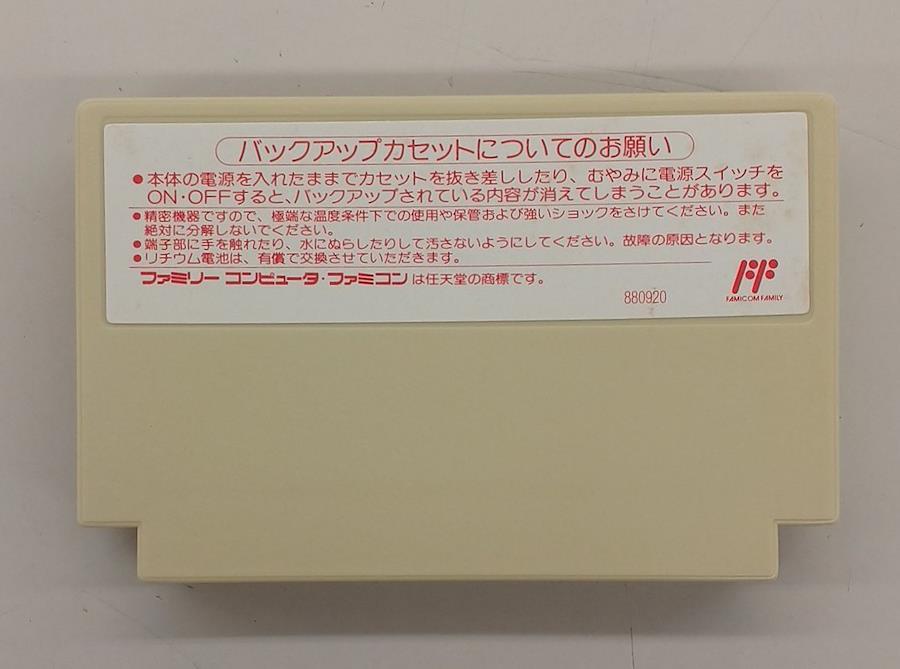 バックアップカセットについてのお願い
●本体の電源を入れたままでカセットを抜き差ししたり、むやみに電源スイッチを
ON・OFFすると、バックアップされている内容が消えてしまうことがあります。
●精密機器ですので、極端な温度条件下での使用や保管および強いショックをさけてください。また
絶対に分解しないでください。
●端子部に手を触れたり、水にぬらしたりして汚さないようにしてください。故障の原因となります。
●リチウム電池は、有償で交換させていただきます。
ファミリー コンピュータ・ファミコンは任天堂の商標です。
880920
FF
FAMICOM FAMILY